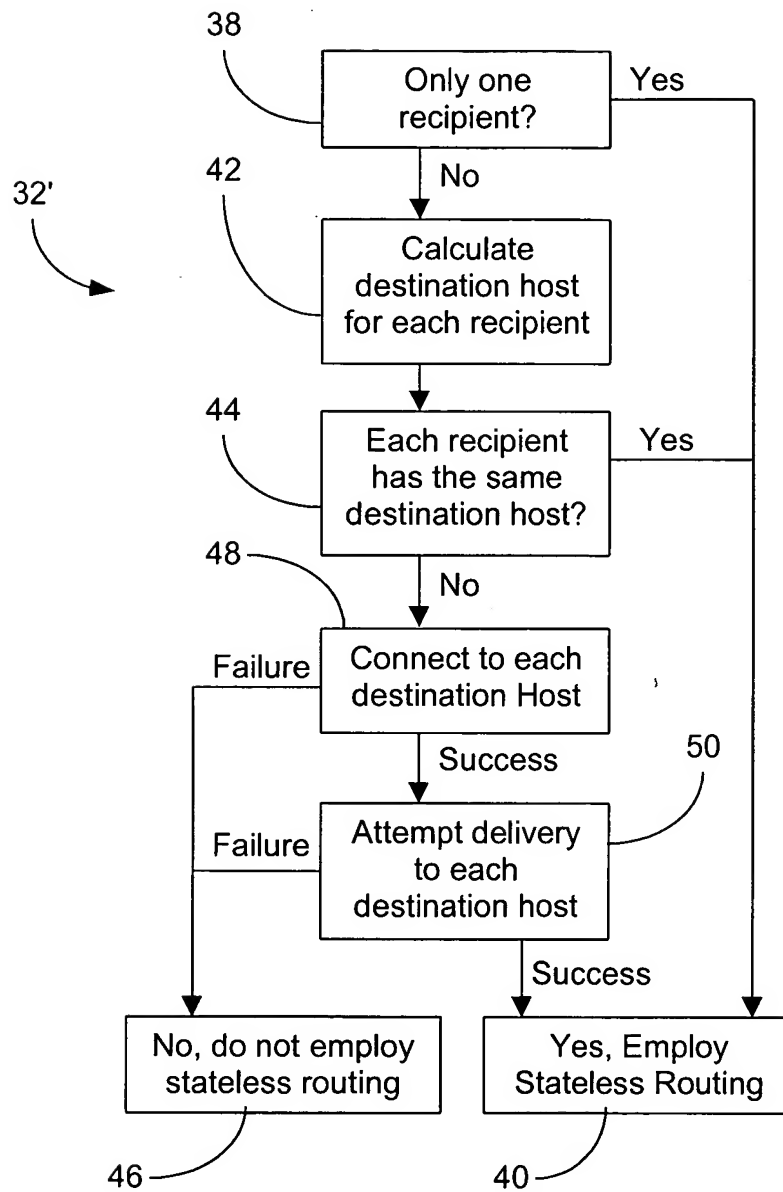 38
Only one
recipient?
Yes
No
32'
42
Calculate
destination host
for each recipient
44
Each recipient
has the same
destination host?
Yes
No
48
Connect to each
destination Host
Failure
Success
50
Attempt delivery
to each
destination host
Failure
Success
No, do not employ
stateless routing
Yes, Employ
Stateless Routing
46
40